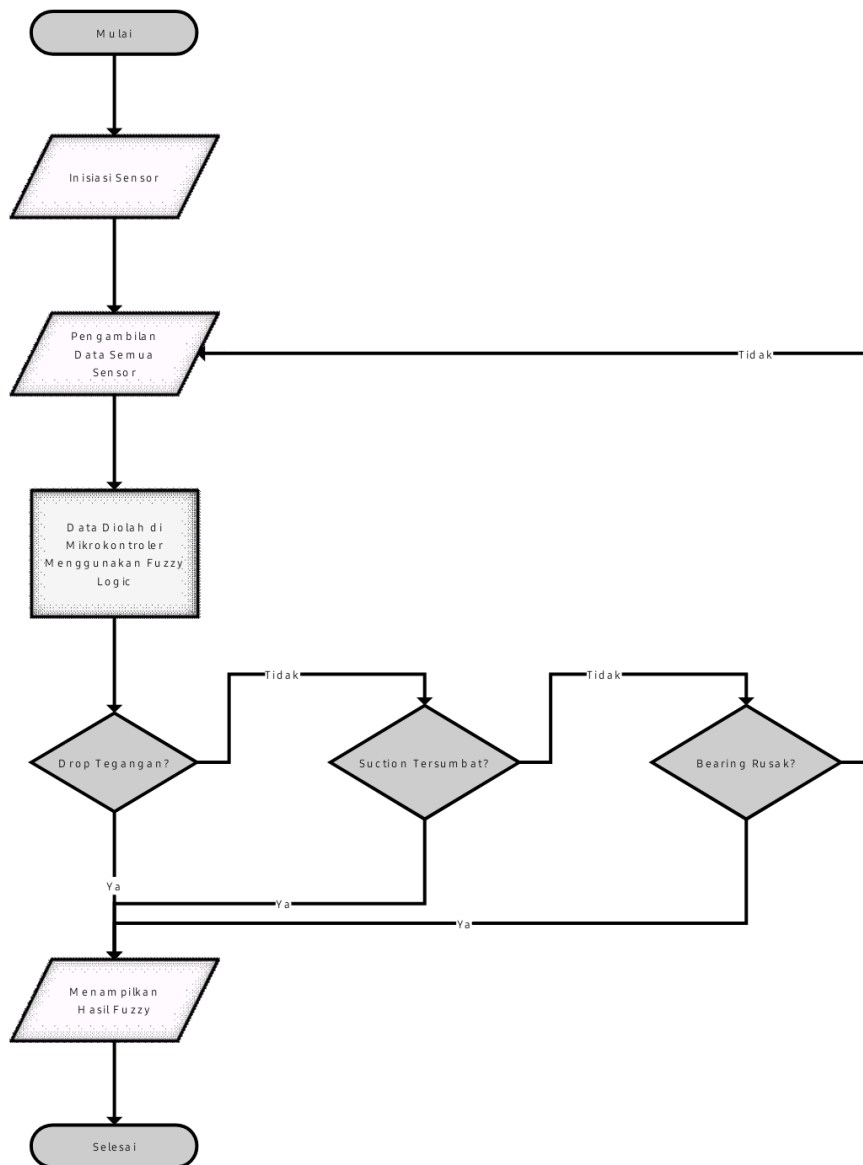 Mulai
Inisiasi Sensor
Pengambilan
Data Semua
Sensor
Tidak
Data Diolah di
Mikrokontroler
Menggunakan Fuzzy
Logic
Tidak
Tidak
Drop Tegangan?
Suction Tersumbat?
Bearing Rusak?
Ya
Ya
Ya
Menampilkan
Hasil Fuzzy
Selesai